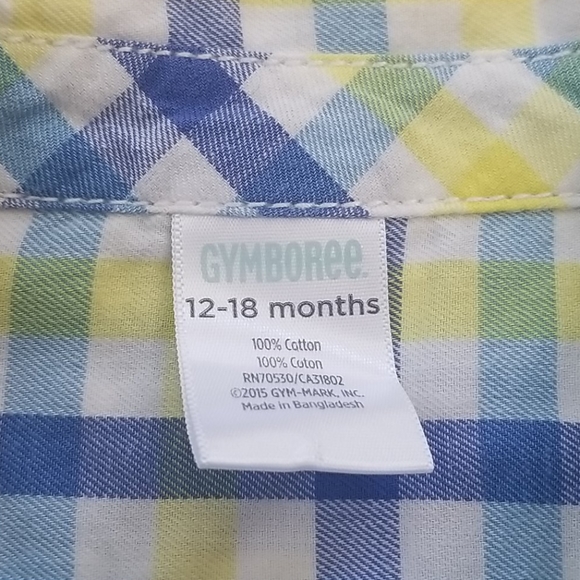 GYMBOREE.
12-18 months
100% Cotton
100% Coton
RN70530/CA31802
©2015 GYM-MARK, INC.
Made in Bangladesh